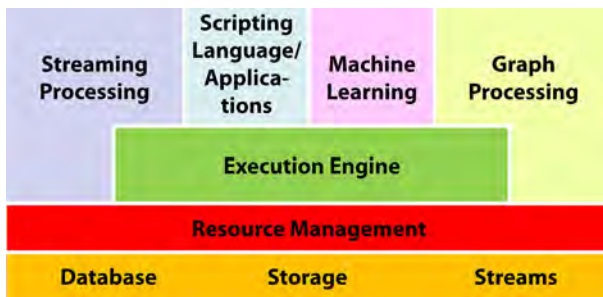 Streaming
Processing
Scripting
Language/
Applica-
tions
Machine
Learning
Graph
Processing
Execution Engine
Resource Management
Database Storage Streams